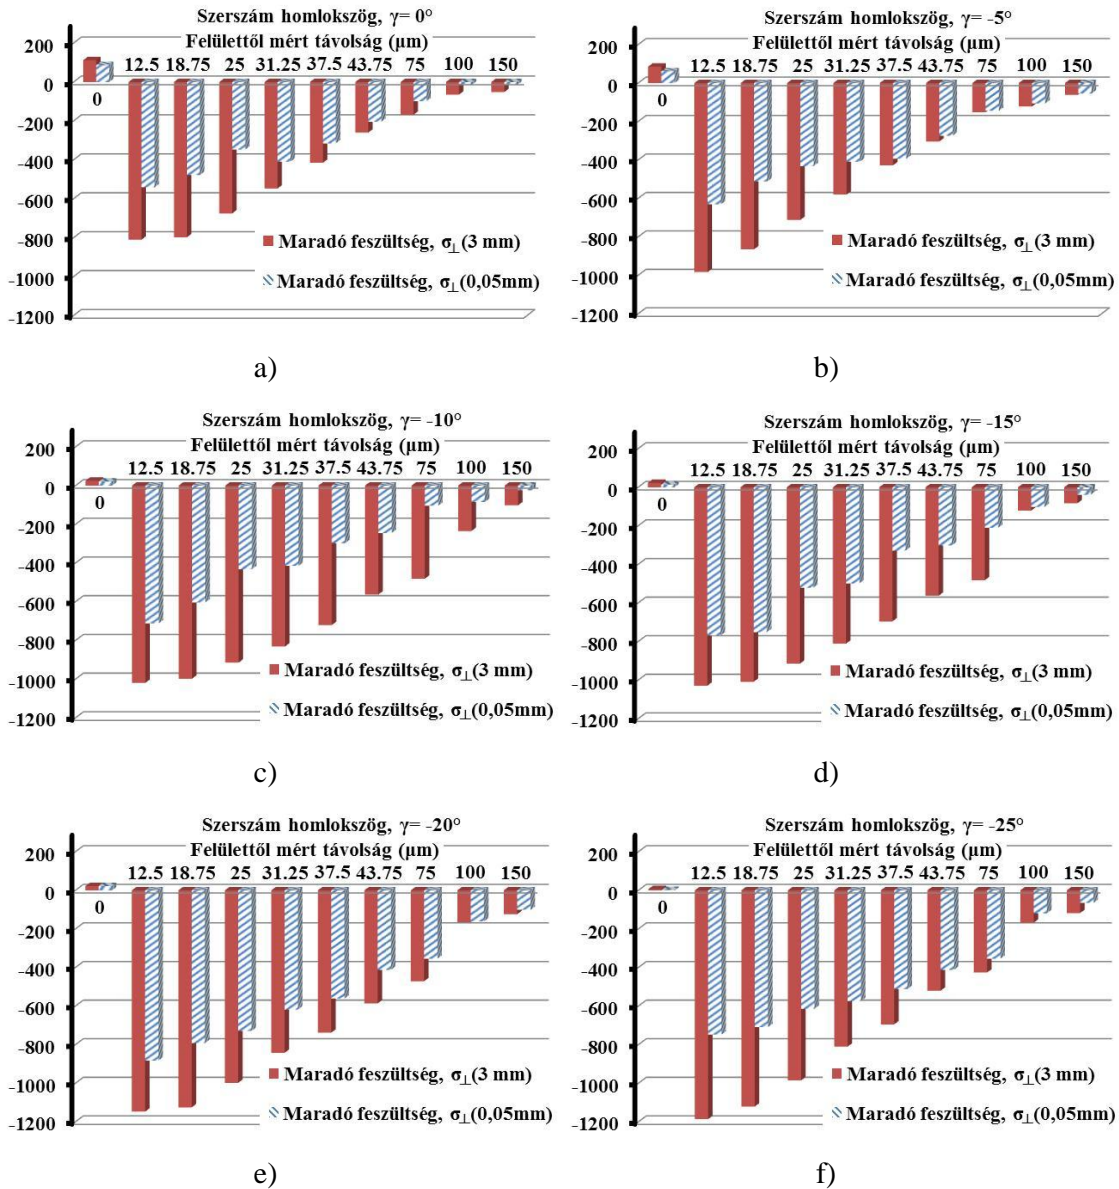 Szerszám homlokszög, γ= 0°
Felülettől mért távolság (μm)
200
12.5 18.75 25 31.25 37.5 43.75 75 100 150
0
0
-200
-400
-600
-800
-1000
-1200
Maradó feszültség, σ⊥(3 mm)
Maradó feszültség, σ⊥(0,05mm)
a)
Szerszám homlokszög, γ= -5°
Felülettől mért távolság (μm)
200
12.5 18.75 25 31.25 37.5 43.75 75 100 150
0
0
-200
-400
-600
-800
-1000
-1200
Maradó feszültség, σ⊥(3 mm)
Maradó feszültség, σ⊥(0,05mm)
b)
Szerszám homlokszög, γ= -10°
Felülettől mért távolság (μm)
200
12.5 18.75 25 31.25 37.5 43.75 75 100 150
0
0
-200
-400
-600
-800
-1000
-1200
Maradó feszültség, σ⊥(3 mm)
Maradó feszültség, σ⊥(0,05mm)
c)
Szerszám homlokszög, γ= -15°
Felülettől mért távolság (μm)
200
12.5 18.75 25 31.25 37.5 43.75 75 100 150
0
0
-200
-400
-600
-800
-1000
-1200
Maradó feszültség, σ⊥(3 mm)
Maradó feszültség, σ⊥(0,05mm)
d)
Szerszám homlokszög, γ= -20°
Felülettől mért távolság (μm)
200
12.5 18.75 25 31.25 37.5 43.75 75 100 150
0
0
-200
-400
-600
-800
-1000
-1200
Maradó feszültség, σ⊥(3 mm)
Maradó feszültség, σ⊥(0,05mm)
e)
Szerszám homlokszög, γ= -25°
Felülettől mért távolság (μm)
200
12.5 18.75 25 31.25 37.5 43.75 75 100 150
0
0
-200
-400
-600
-800
-1000
-1200
Maradó feszültség, σ⊥(3 mm)
Maradó feszültség, σ⊥(0,05mm)
f)